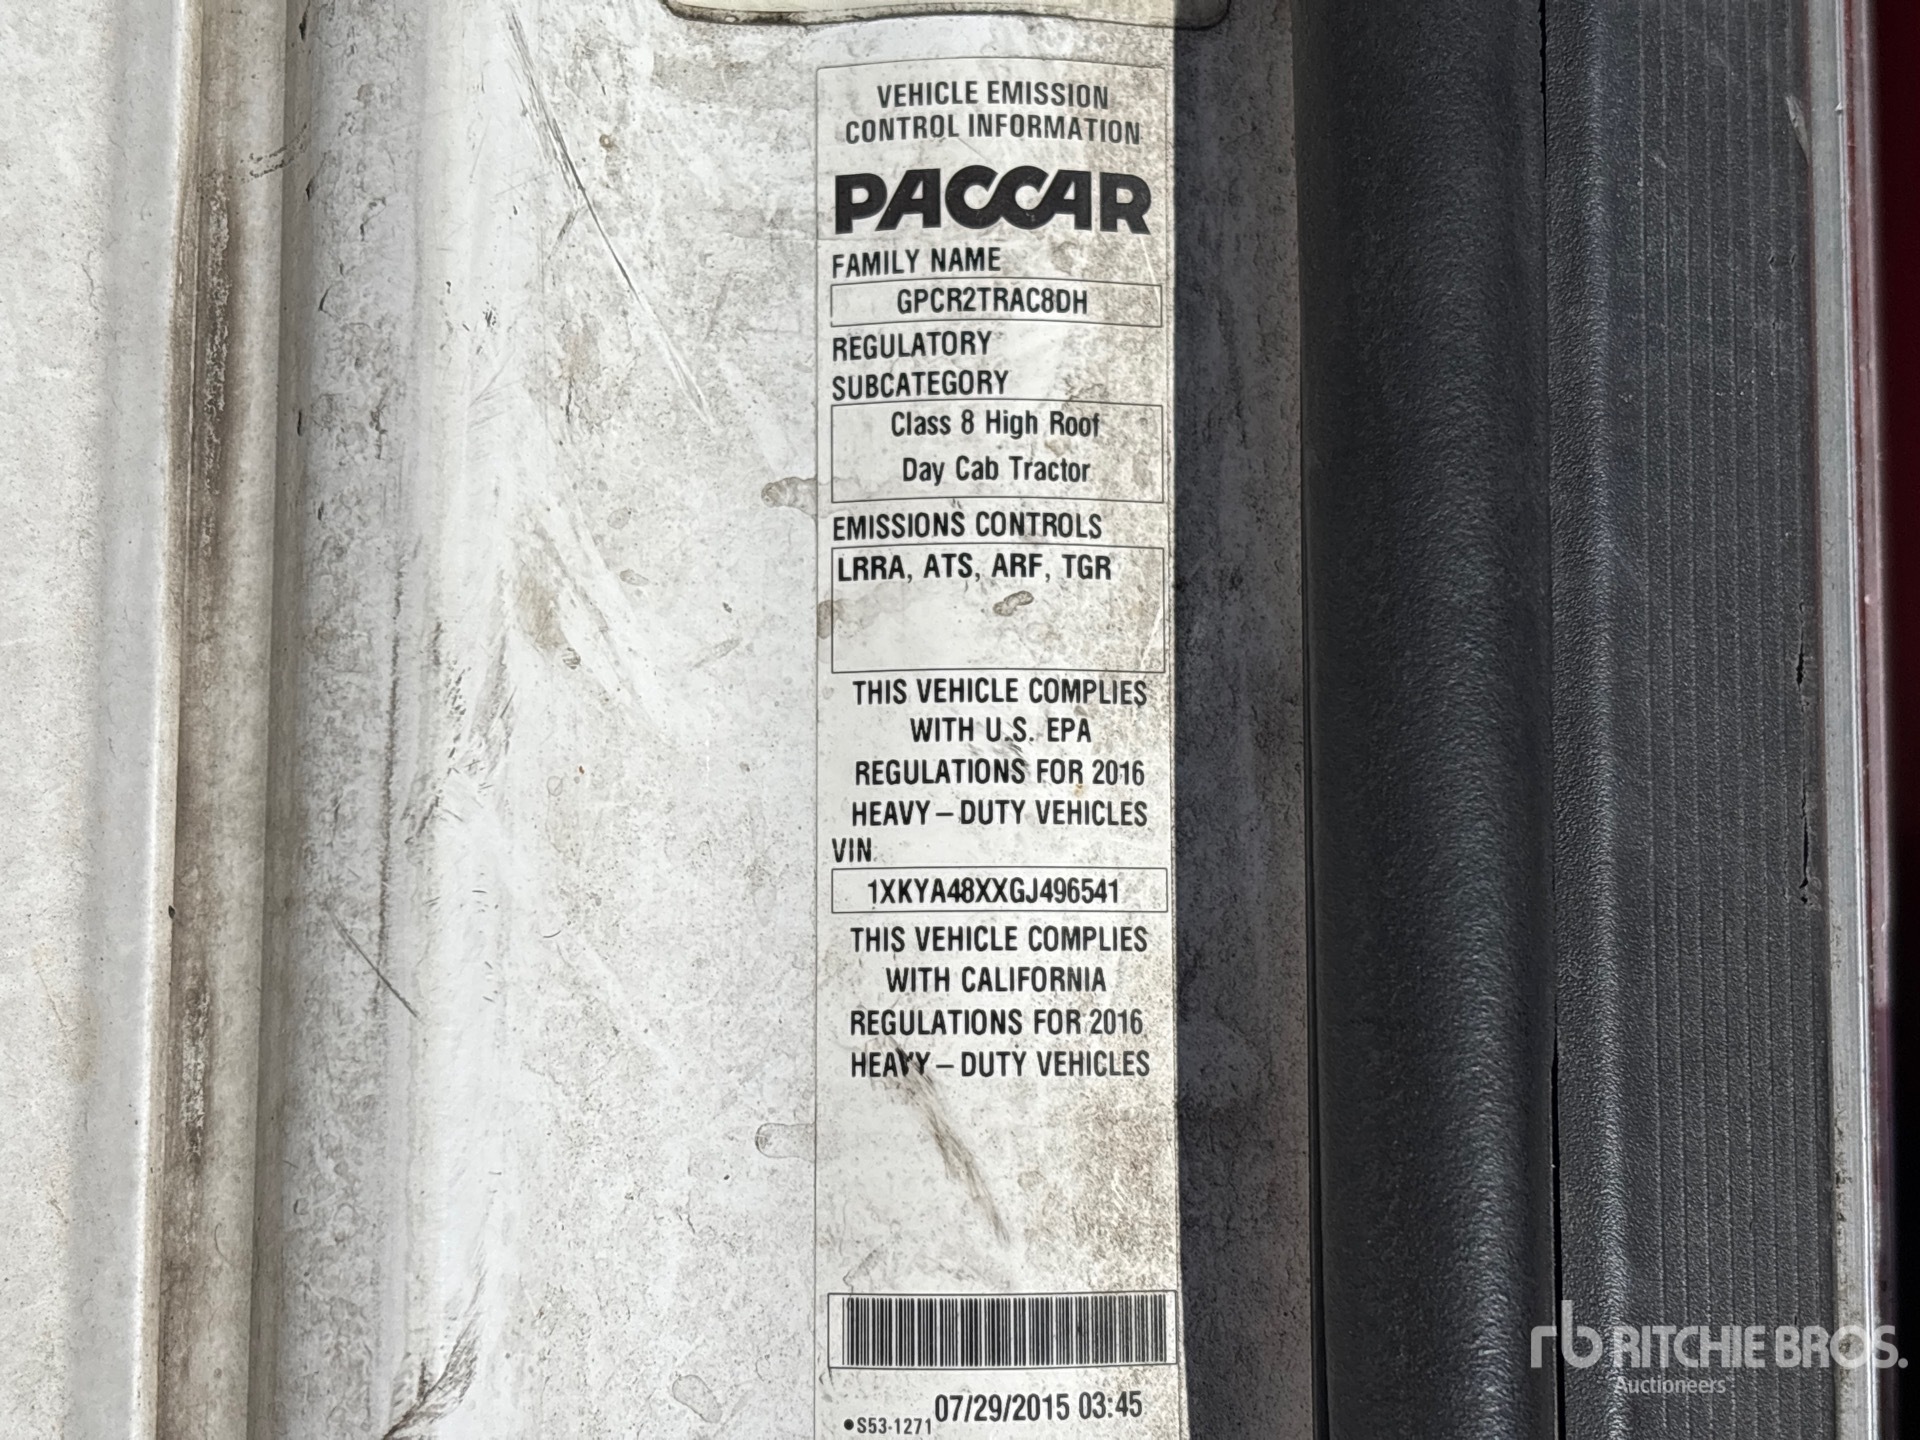 VEHICLE EMISSION
CONTROL INFORMATION
PACCAR
FAMILY NAME
GPCR2TRAC8DH
REGULATORY
SUBCATEGORY
Class 8 High Roof
Day Cab Tractor
EMISSIONS CONTROLS
LRRA, ATS, ARF, TGR
THIS VEHICLE COMPLIES
WITH U.S. EPA
REGULATIONS FOR 2016
HEAVY – DUTY VEHICLES
VIN
1XKYA48XXGJ496541
THIS VEHICLE COMPLIES
WITH CALIFORNIA
REGULATIONS FOR 2016
HEAVY – DUTY VEHICLES
●S53-1271 07/29/2015 03:45
rb RITCHIE BROS.
Auctioneers